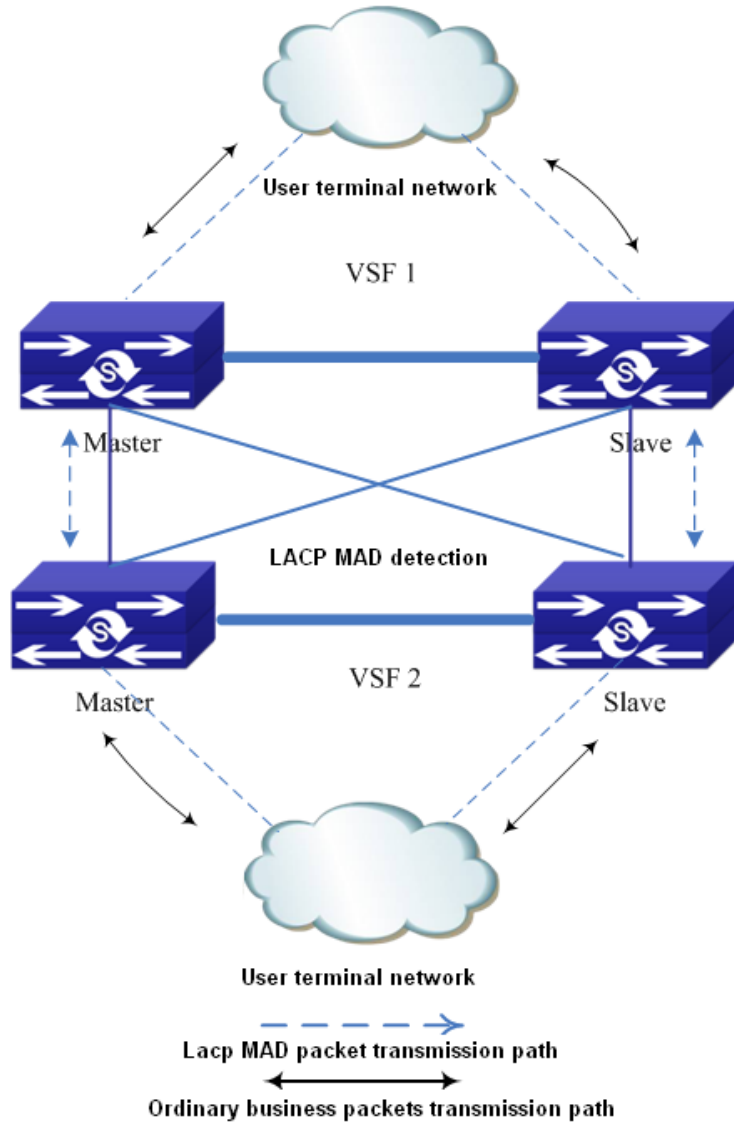 User terminal network
VSF 1
S
S
Master
Slave
LACP MAD detection
S
S
VSF 2
Master
Slave
User terminal network
Lacp MAD packet transmission path
Ordinary business packets transmission path